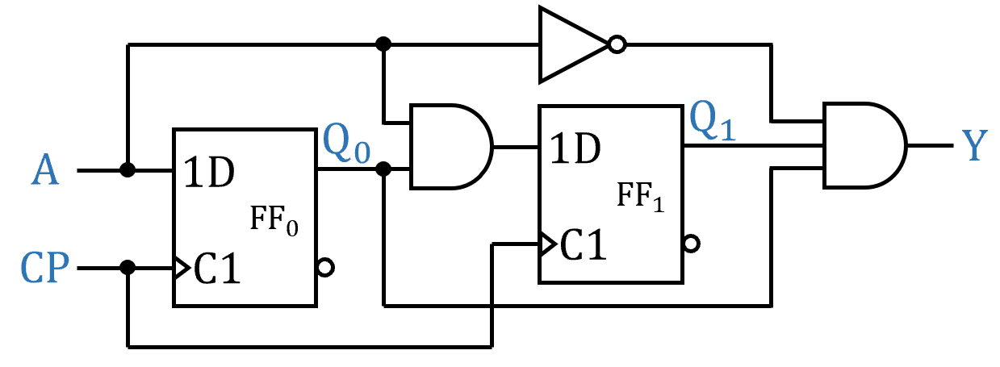 Q₁
Y
Q₀
A
1D
1D
FF₁
FF₀
C1
CP
C1